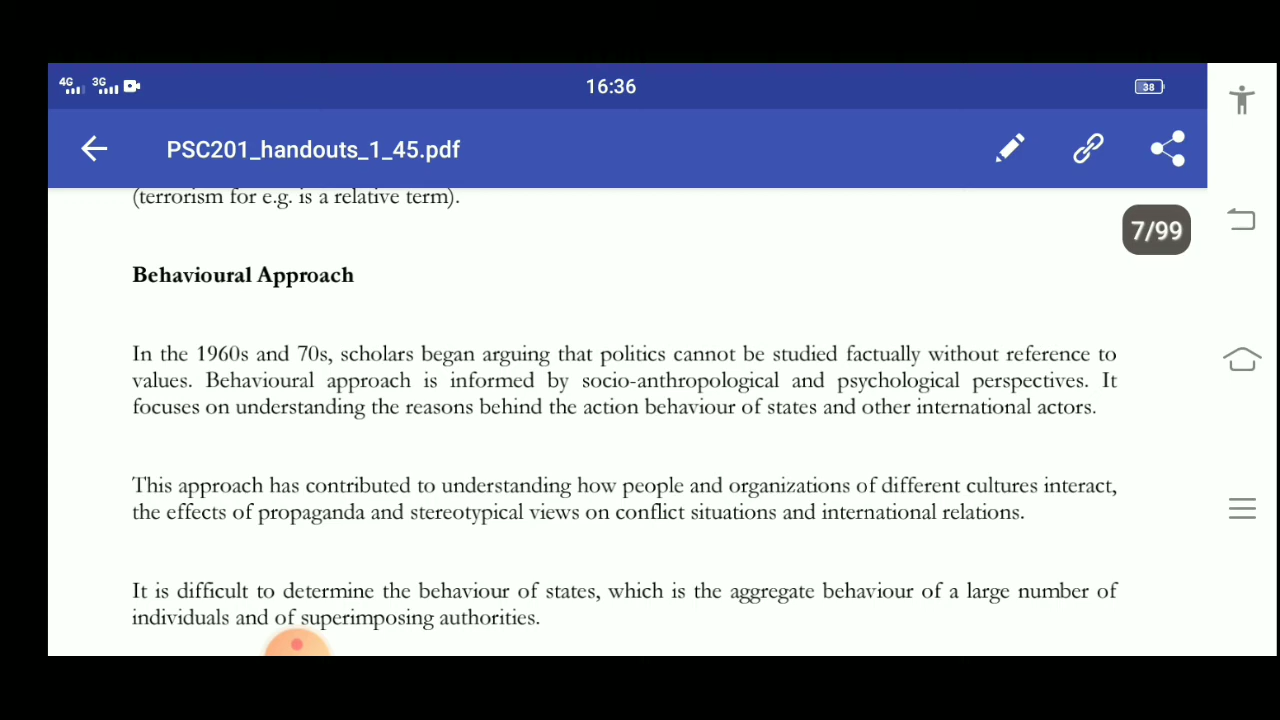 4G 3G 16:36 38
PSC201_handouts_1_45.pdf
(terrorism for e.g. is a relative term).
7/99
Behavioural Approach
In the 1960s and 70s, scholars began arguing that politics cannot be studied factually without reference to
values. Behavioural approach is informed by socio-anthropological and psychological perspectives. It
focuses on understanding the reasons behind the action behaviour of states and other international actors.
This approach has contributed to understanding how people and organizations of different cultures interact,
the effects of propaganda and stereotypical views on conflict situations and international relations.
It is difficult to determine the behaviour of states, which is the aggregate behaviour of a large number of
individuals and of superimposing authorities.